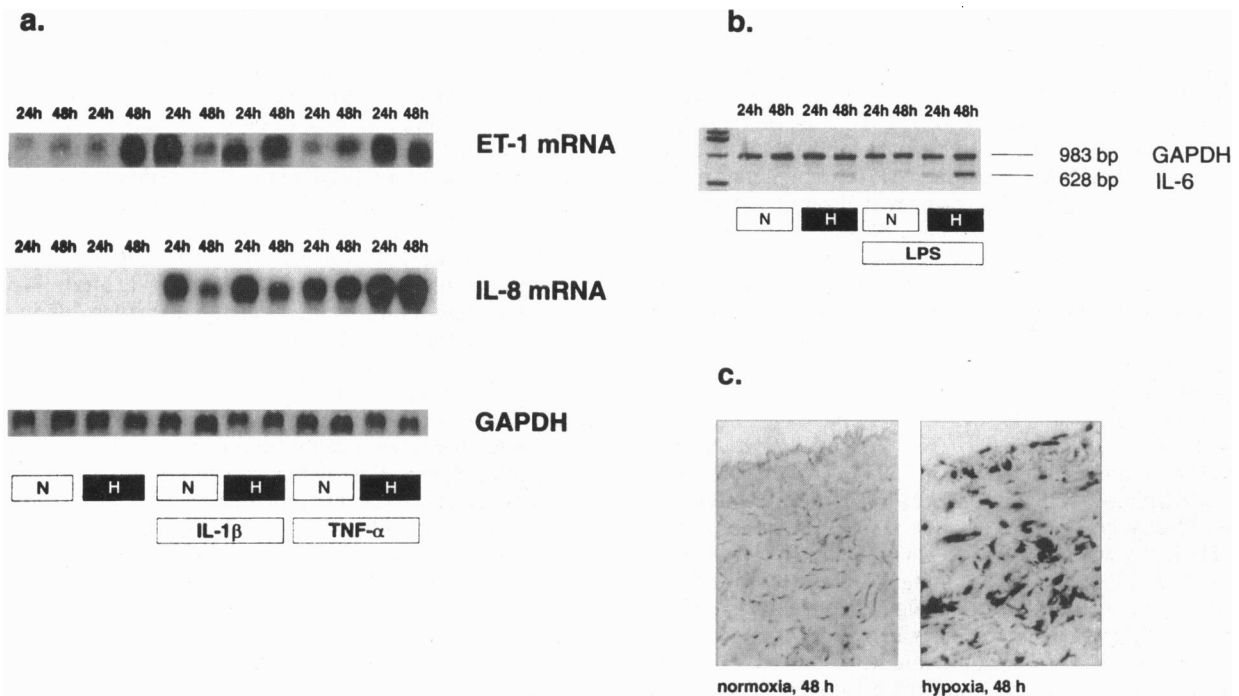 a.
24h 48h 24h 48h 24h 48h 24h 48h 24h 48h 24h 48h
ET-1 mRNA
24h 48h 24h 48h 24h 48h 24h 48h 24h 48h 24h 48h
IL-8 mRNA
GAPDH
N H N H N H
IL-1β TNF-α
b.
24h 48h 24h 48h 24h 48h 24h 48h
983 bp GAPDH
628 bp IL-6
N H N H
LPS
c.
normoxia, 48 h hypoxia, 48 h